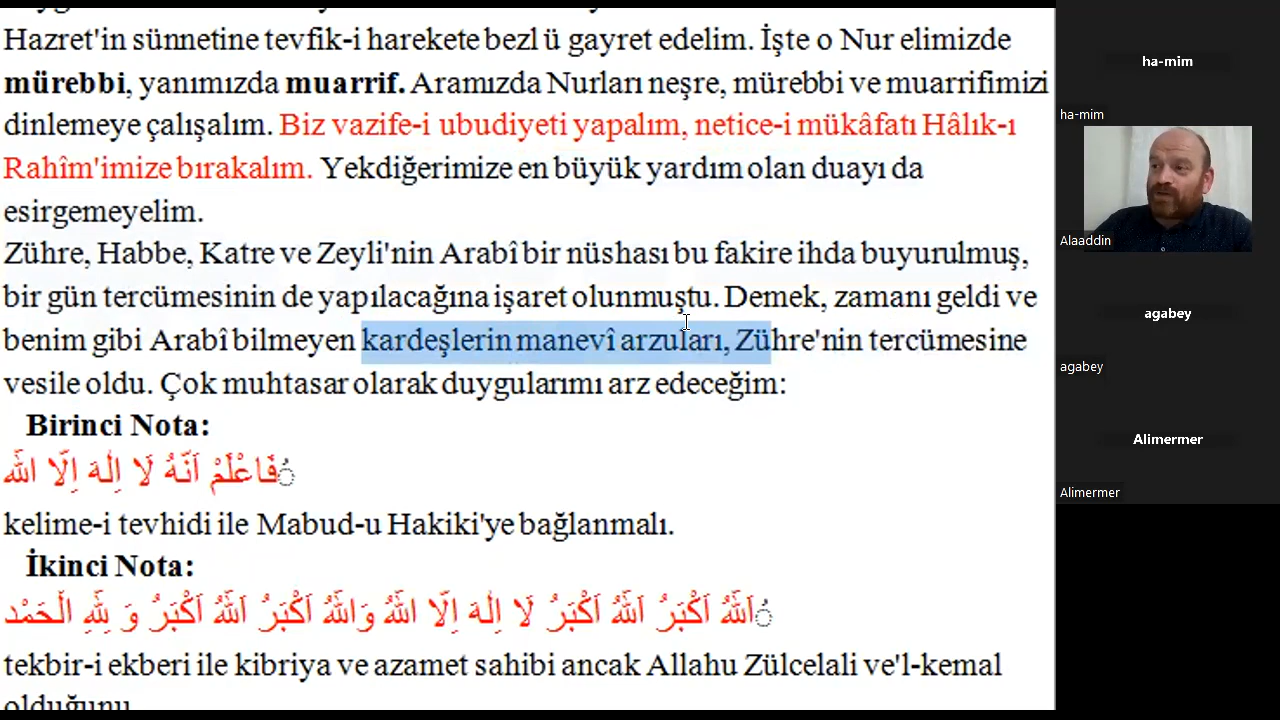 Hazret'in sünnetine tevfik-i harekete bezl ü gayret edelim. İşte o Nur elimizde
mürebbi, yanımızda muarrif. Aramızda Nurları neşre, mürebbi ve muarrifimizi
dinlemeye çalışalım. Biz vazife-i ubudiyeti yapalım, netice-i mükâfatı Hâlık-ı
Rahîm'imize bırakalım. Yekdiğerimize en büyük yardım olan duayı da
esirgemeyelim.
Zühre, Habbe, Katre ve Zeyli'nin Arabî bir nüshası bu fakire ihda buyurulmuş,
bir gün tercümesinin de yapılacağına işaret olunmuştu. Demek, zamanı geldi ve
benim gibi Arabî bilmeyen kardeşlerin manevî arzuları, Zühre'nin tercümesine
vesile oldu. Çok muhtasar olarak duygularımı arz edeceğim:
Birinci Nota:
فَاعْلَمْ اَنَّهُ لَا اِلٰهَ اِلَّا اللّٰه
kelime-i tevhidi ile Mabud-u Hakiki'ye bağlanmalı.
İkinci Nota:
اَللّٰهُ اَكْبَرُ اَللّٰهُ اَكْبَرُ لَا اِلٰهَ اِلَّا اللّٰهُ وَاللّٰهُ اَكْبَرُ اَللّٰهُ اَكْبَرُ وَ لِلّٰهِ الْحَمْد
tekbir-i ekberi ile kibriya ve azamet sahibi ancak Allahu Zülcelali ve'l-kemal
olduğunu
ha-mim
ha-mim
Alaaddin
agabey
agabey
Alimermer
Alimermer